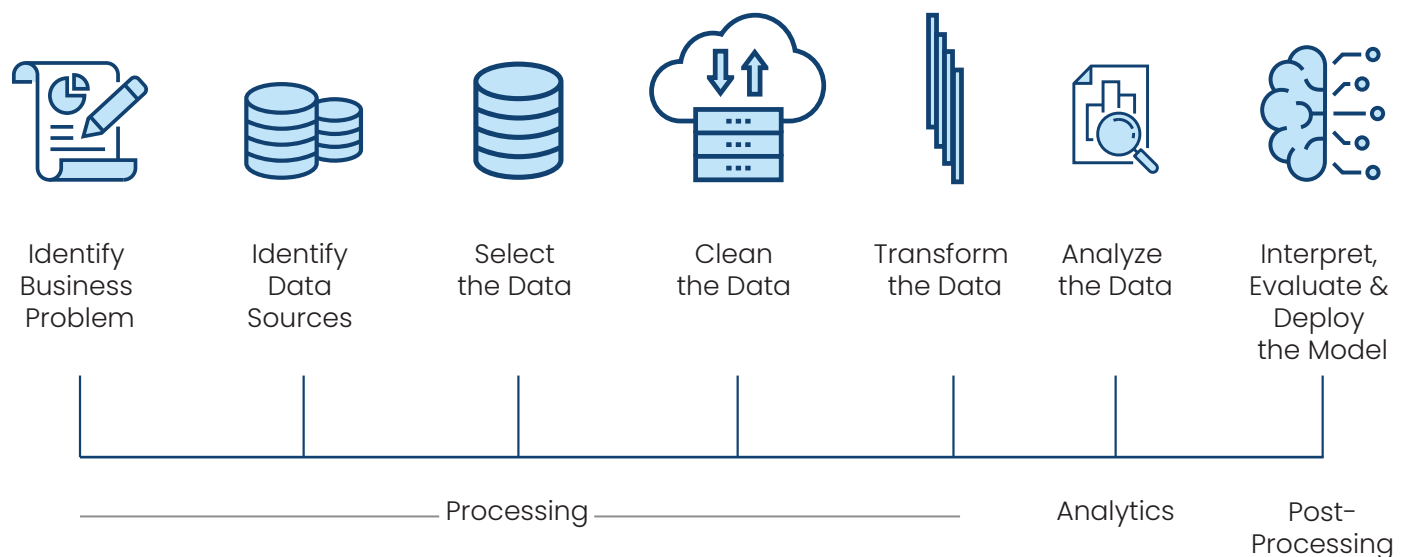 Identify
Business
Problem
Identify
Data
Sources
Select
the Data
Clean
the Data
Transform
the Data
Analyze
the Data
Interpret,
Evaluate &
Deploy
the Model
Processing
Analytics
Post-
Processing